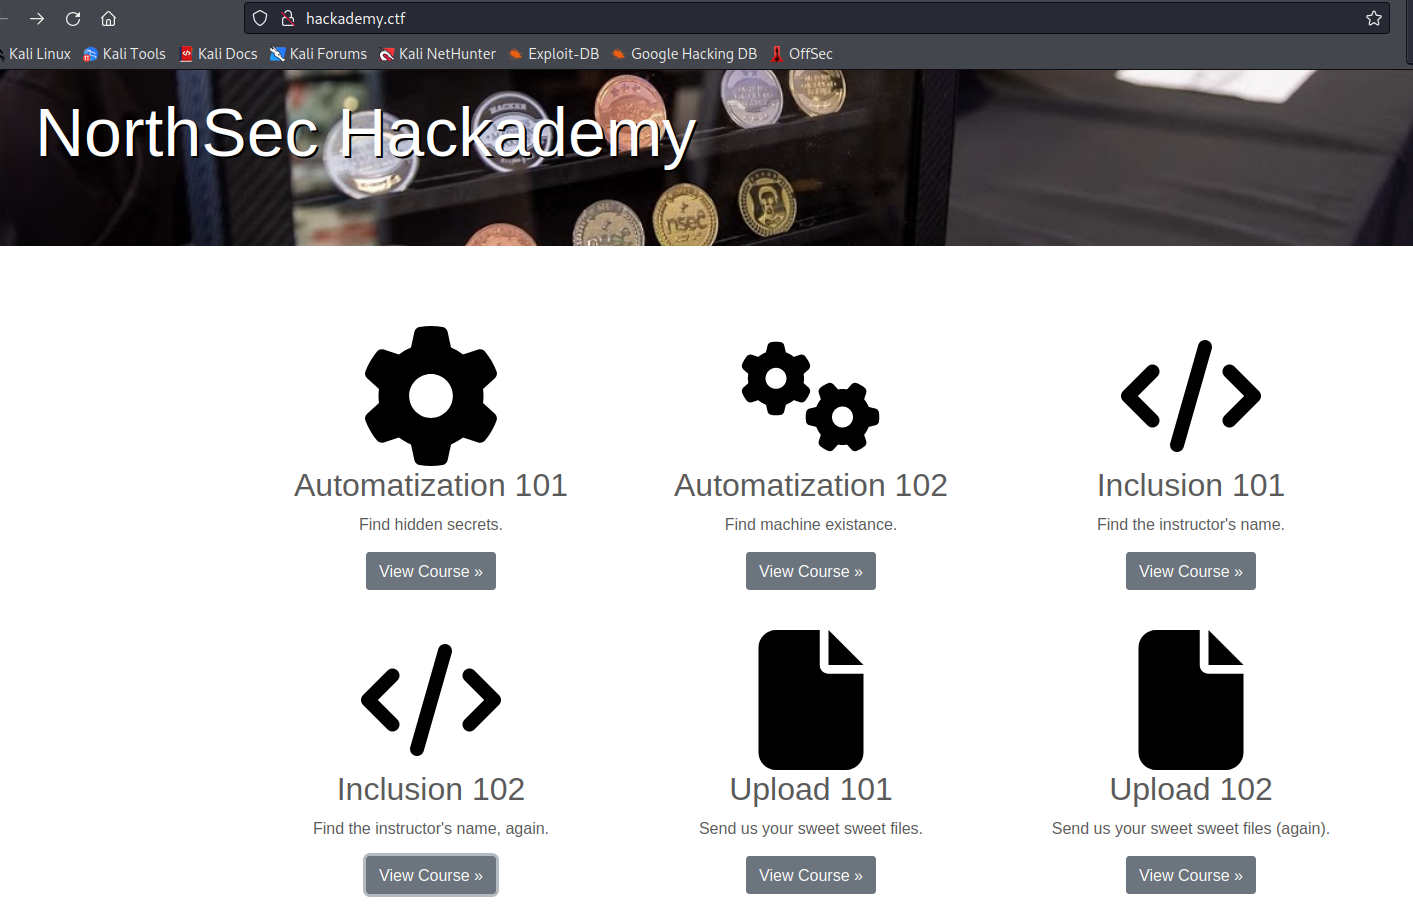 hackademy.ctf
Kali Linux Kali Tools Kali Docs Kali Forums Kali NetHunter Exploit-DB Google Hacking DB OffSec
NorthSec Hackademy
HACKER
nsec
Automatization 101 Automatization 102 Inclusion 101
Find hidden secrets. Find machine existance. Find the instructor's name.
View Course » View Course » View Course »
Inclusion 102 Upload 101 Upload 102
Find the instructor's name, again. Send us your sweet sweet files. Send us your sweet sweet files (again).
View Course » View Course » View Course »